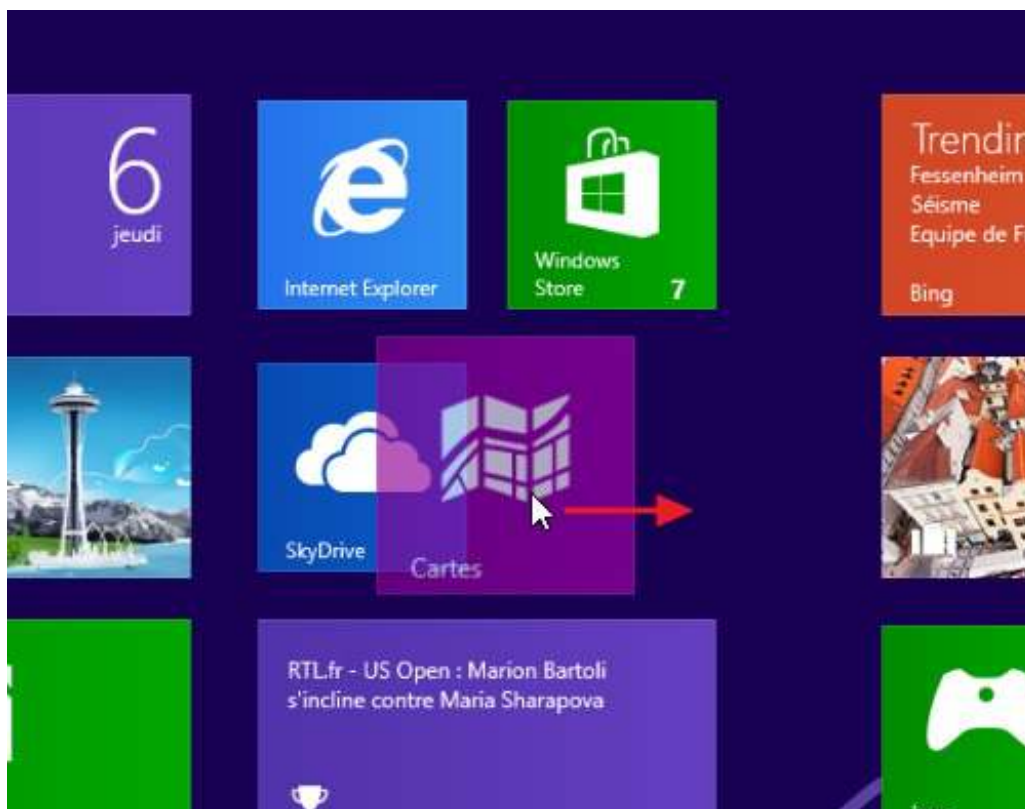 6
jeudi
Internet Explorer
Windows
Store 7
Trendin
Fessenheim
Séisme
Equipe de F
Bing
SkyDrive
Cartes
RTL.fr - US Open : Marion Bartoli
s'incline contre Maria Sharapova